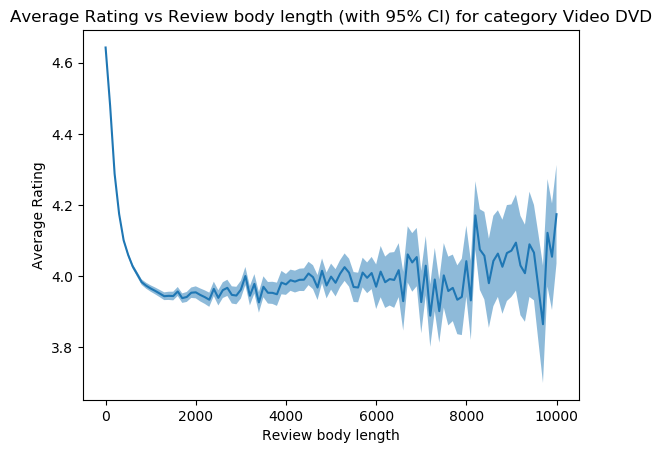 Average Rating vs Review body length (with 95% CI) for category Video DVD
4.6
4.4
4.2
4.0
3.8
Average Rating
0 2000 4000 6000 8000 10000
Review body length